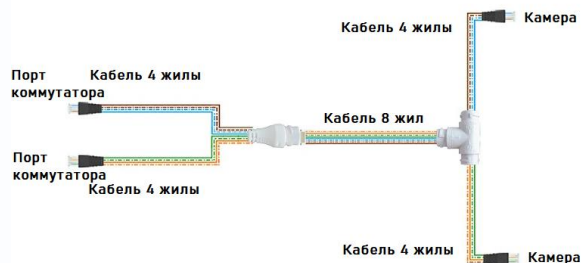 Кабель 4 жилы
Камера
Порт
коммутатора
Кабель 4 жилы
Кабель 8 жил
Порт
коммутатора
Кабель 4 жилы
Кабель 4 жилы
Камера